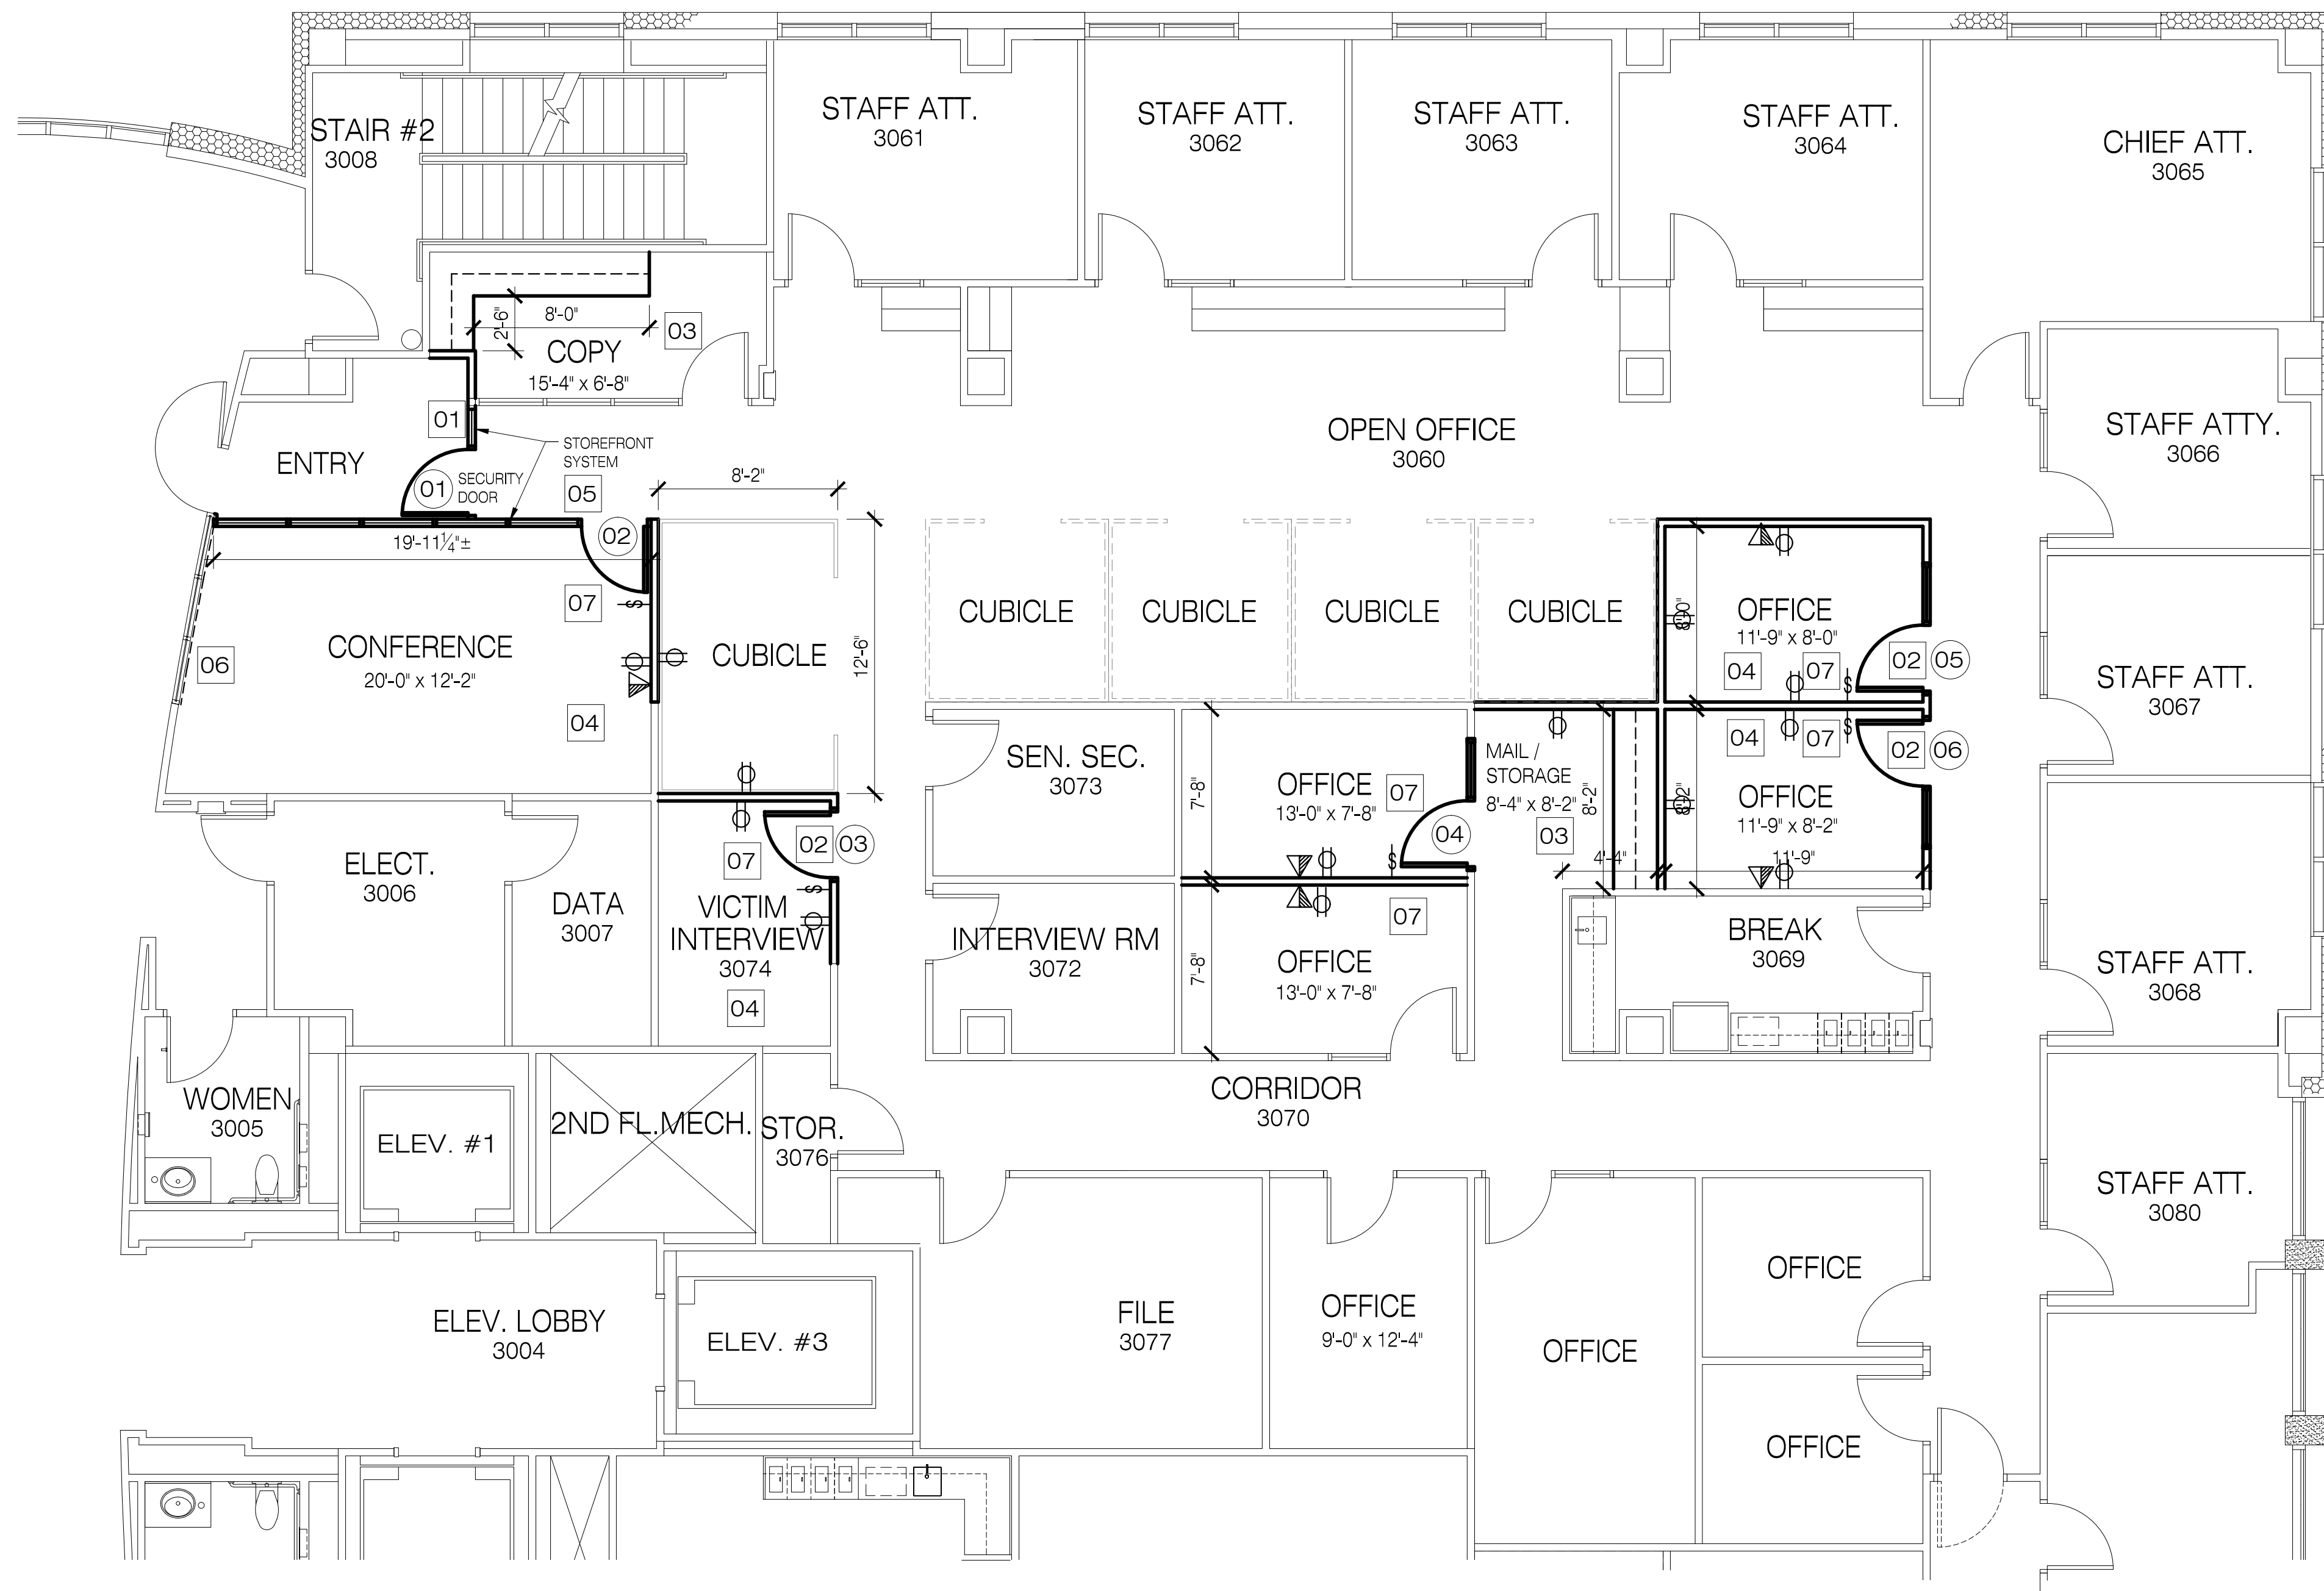 STAIR #2
3008
STAFF ATT.
3061
STAFF ATT.
3062
STAFF ATT.
3063
STAFF ATT.
3064
CHIEF ATT.
3065
2'-6"
8'-0"
03
COPY
15'-4" x 6'-8"
01
ENTRY
STOREFRONT
SYSTEM
01
SECURITY
DOOR
05
02
8'-2"
OPEN OFFICE
3060
STAFF ATTY.
3066
19'-11¼"±
07
S
CONFERENCE
20'-0" x 12'-2"
06
04
CUBICLE
12'-6"
CUBICLE
CUBICLE
CUBICLE
CUBICLE
8'-0"
OFFICE
11'-9" x 8'-0"
04
07
S
02
05
STAFF ATT.
3067
SEN. SEC.
3073
7'-8"
OFFICE
13'-0" x 7'-8"
07
04
S
MAIL /
STORAGE
8'-4" x 8'-2"
03
8'-2"
4'-4"
04
07
S
02
06
8'-2"
OFFICE
11'-9" x 8'-2"
11'-9"
ELECT.
3006
DATA
3007
07
02
03
S
VICTIM
INTERVIEW
3074
04
INTERVIEW RM
3072
7'-8"
07
OFFICE
13'-0" x 7'-8"
BREAK
3069
STAFF ATT.
3068
WOMEN
3005
ELEV. #1
2ND FL.MECH.
STOR.
3076
CORRIDOR
3070
STAFF ATT.
3080
ELEV. LOBBY
3004
ELEV. #3
FILE
3077
OFFICE
9'-0" x 12'-4"
OFFICE
OFFICE
OFFICE